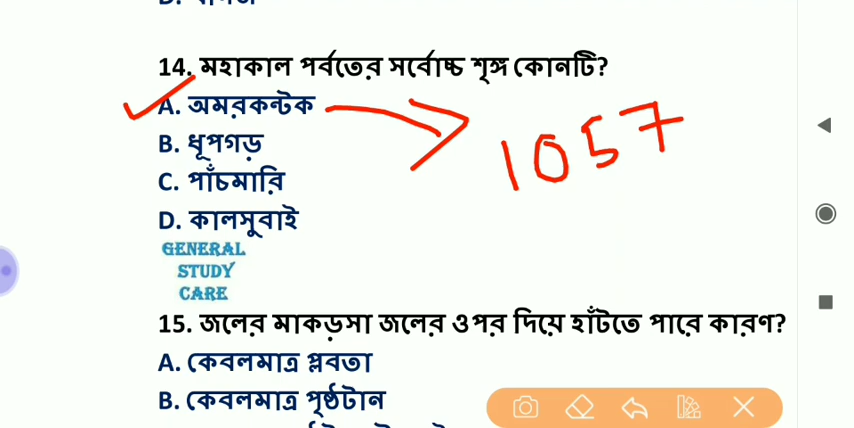 14. মহাকাল পর্বতের সর্বোচ্চ শৃঙ্গ কোনটি?
A. অমরকন্টক
1057
B. ধূপগড়
C. পাঁচমারি
D. কালসুবাই
GENERAL
STUDY
CARE
15. জলের মাকড়সা জলের ওপর দিয়ে হাঁটতে পারে কারণ?
A. কেবলমাত্র প্লবতা
B. কেবলমাত্র পৃষ্ঠটান